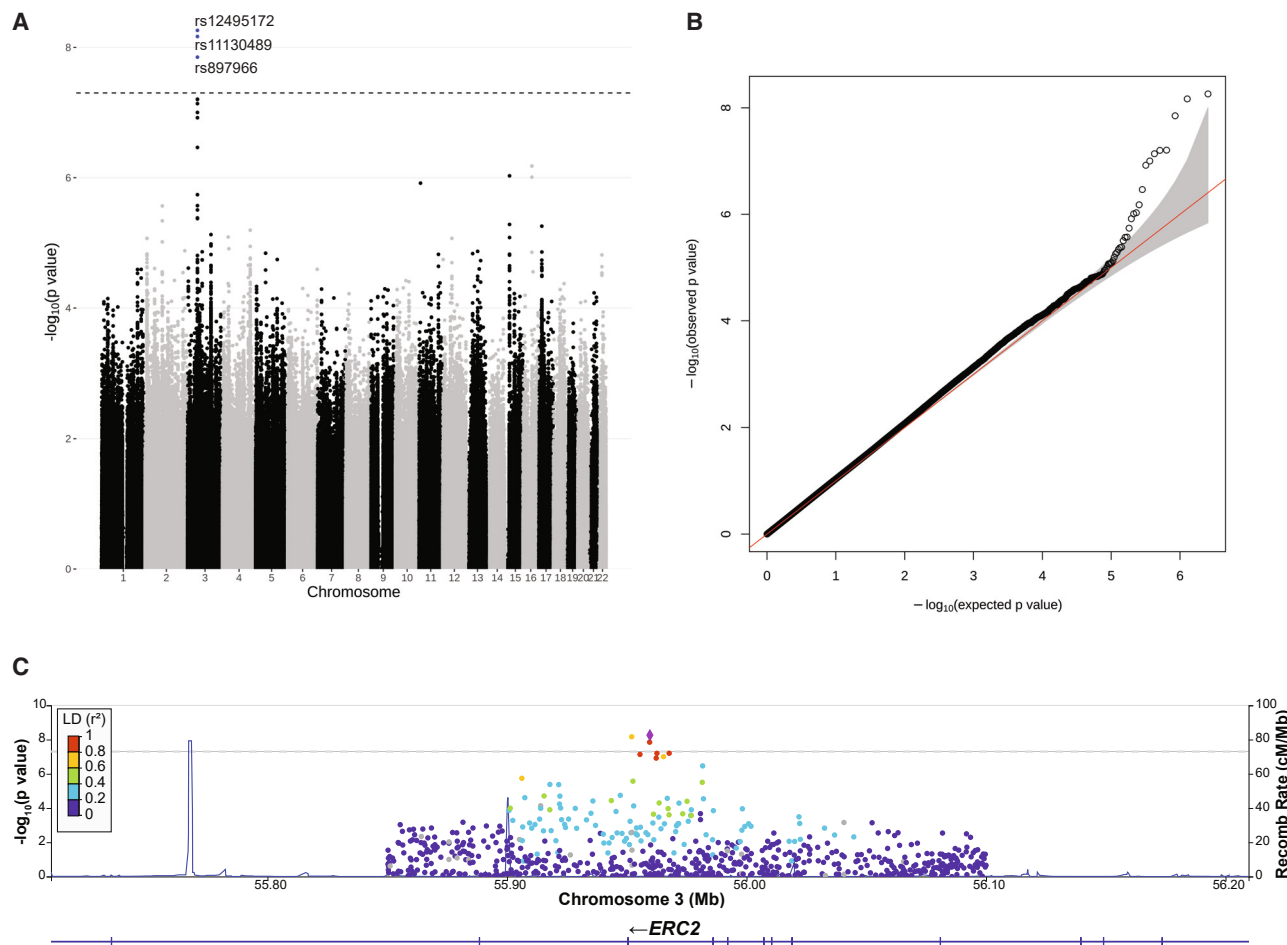 A
rs12495172
rs11130489
rs897966
8
6
4
2
0
-log10(p value)
1 2 3 4 5 6 7 8 9 10 11 12 13 14 15 16 17 18 19 20 21 22
Chromosome
B
8
6
4
2
0
− log10(observed p value)
0 1 2 3 4 5 6
− log10(expected p value)
C
LD (r²)
1
0.8
0.6
0.4
0.2
0
10
8
6
4
2
0
-log10(p value)
100
80
60
40
20
0
Recomb Rate (cM/Mb)
55.80 55.90 56.00 56.10 56.20
Chromosome 3 (Mb)
←ERC2